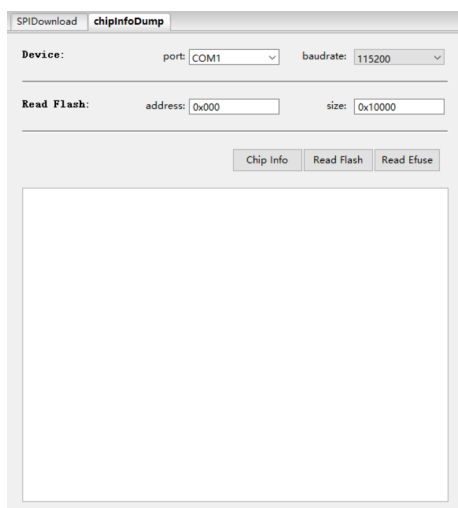 SPIDownload chipInfoDump
Device: port: COM1 baudrate: 115200
Read Flash: address: 0x000 size: 0x10000
Chip Info Read Flash Read Efuse